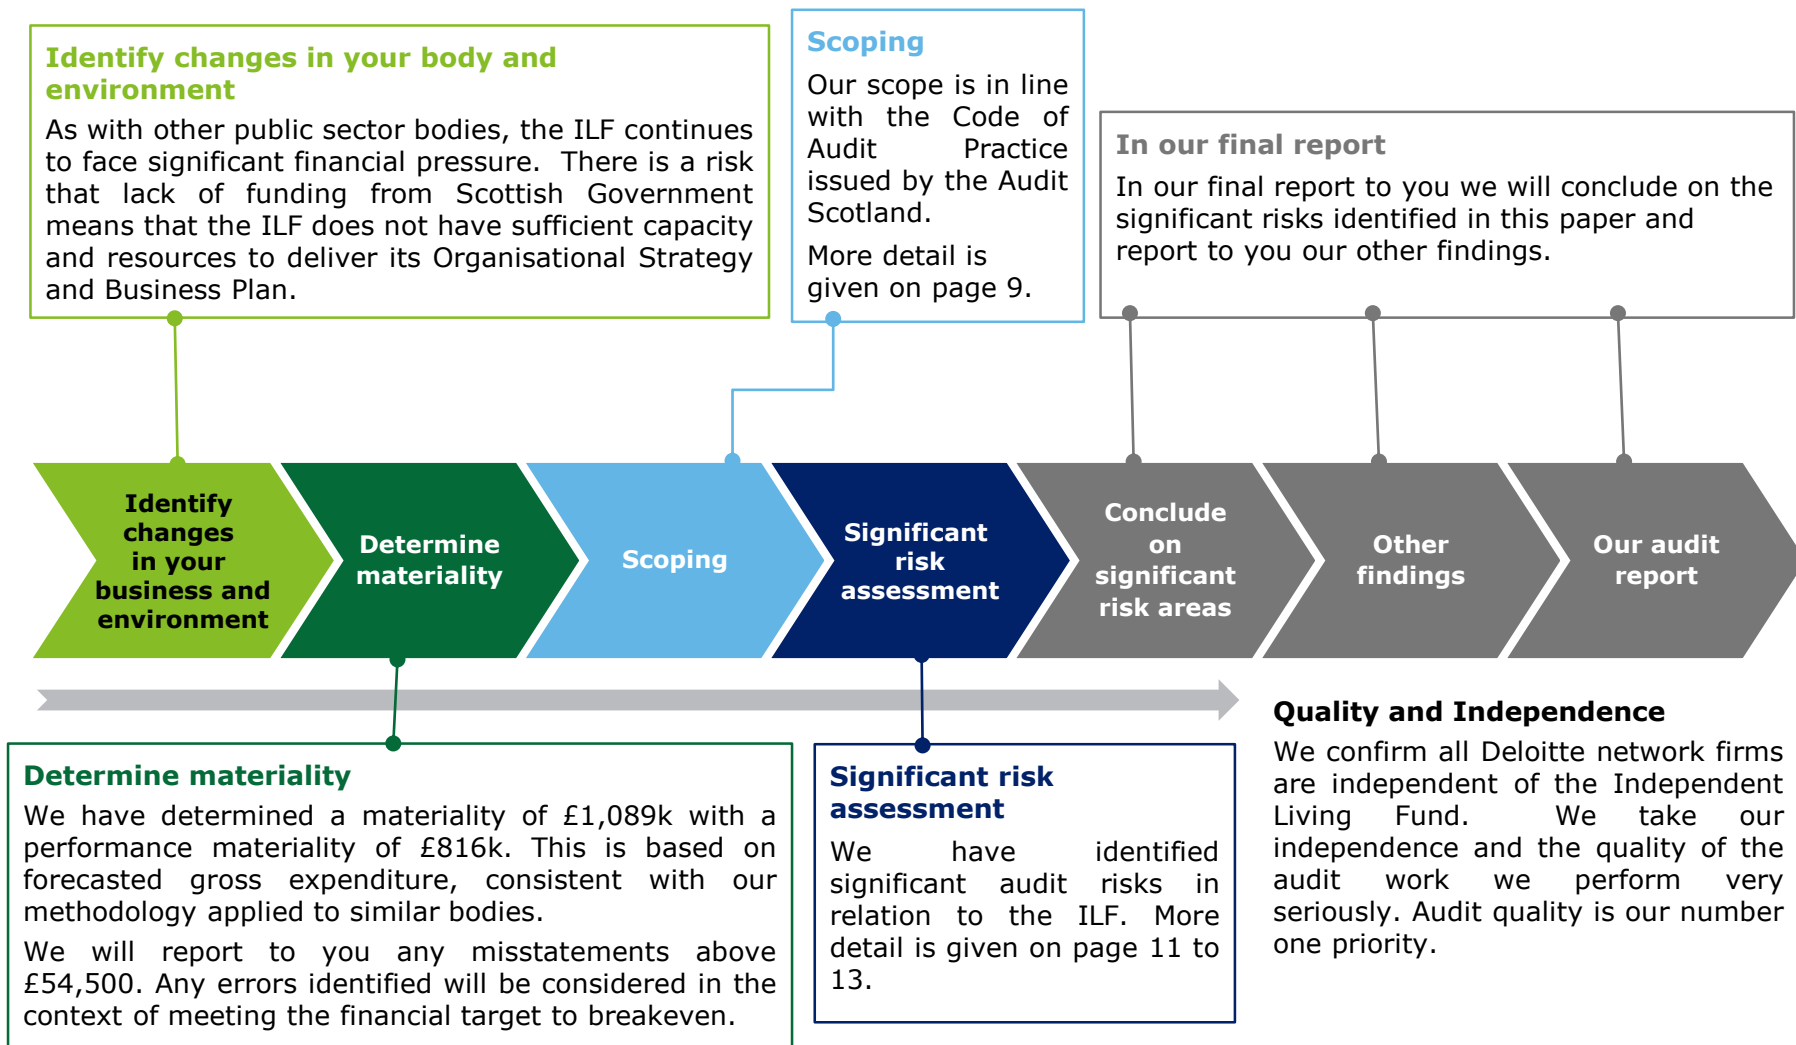 Identify changes in your body and
environment
As with other public sector bodies, the ILF continues
to face significant financial pressure. There is a risk
that lack of funding from Scottish Government
means that the ILF does not have sufficient capacity
and resources to deliver its Organisational Strategy
and Business Plan.
Scoping
Our scope is in line
with the Code of
Audit Practice
issued by the Audit
Scotland.
More detail is
given on page 9.
In our final report
In our final report to you we will conclude on the
significant risks identified in this paper and
report to you our other findings.
Identify
changes
in your
business and
environment
Determine
materiality
Scoping
Significant
risk
assessment
Conclude
on
significant
risk areas
Other
findings
Our audit
report
Determine materiality
We have determined a materiality of £1,089k with a
performance materiality of £816k. This is based on
forecasted gross expenditure, consistent with our
methodology applied to similar bodies.
We will report to you any misstatements above
£54,500. Any errors identified will be considered in the
context of meeting the financial target to breakeven.
Significant risk
assessment
We have identified
significant audit risks in
relation to the ILF. More
detail is given on page 11 to
13.
Quality and Independence
We confirm all Deloitte network firms
are independent of the Independent
Living Fund. We take our
independence and the quality of the
audit work we perform very
seriously. Audit quality is our number
one priority.